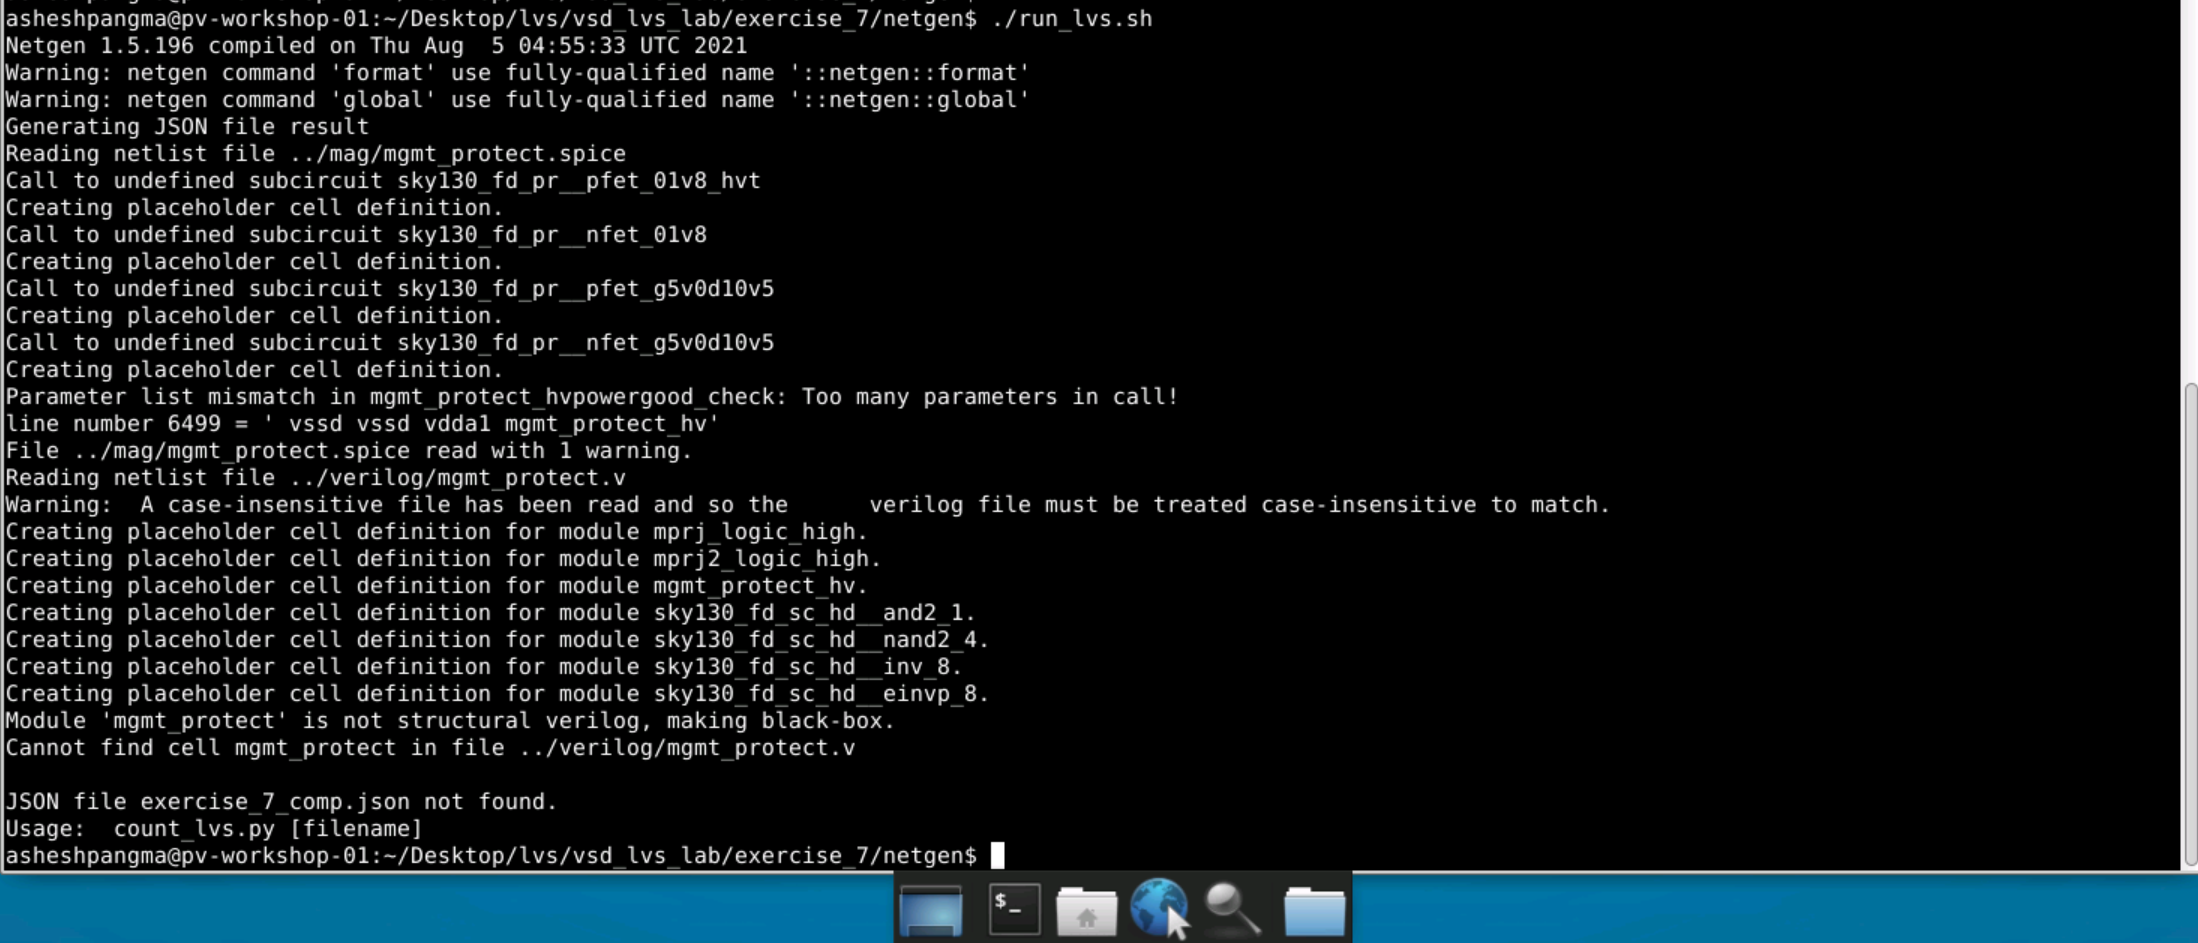 asheshpangma@pv-workshop-01:~/Desktop/lvs/vsd_lvs_lab/exercise_7/netgen$ ./run_lvs.sh
Netgen 1.5.196 compiled on Thu Aug  5 04:55:33 UTC 2021
Warning: netgen command 'format' use fully-qualified name '::netgen::format'
Warning: netgen command 'global' use fully-qualified name '::netgen::global'
Generating JSON file result
Reading netlist file ../mag/mgmt_protect.spice
Call to undefined subcircuit sky130_fd_pr__pfet_01v8_hvt
Creating placeholder cell definition.
Call to undefined subcircuit sky130_fd_pr__nfet_01v8
Creating placeholder cell definition.
Call to undefined subcircuit sky130_fd_pr__pfet_g5v0d10v5
Creating placeholder cell definition.
Call to undefined subcircuit sky130_fd_pr__nfet_g5v0d10v5
Creating placeholder cell definition.
Parameter list mismatch in mgmt_protect_hvpowergood_check: Too many parameters in call!
line number 6499 = ' vssd vssd vdda1 mgmt_protect_hv'
File ../mag/mgmt_protect.spice read with 1 warning.
Reading netlist file ../verilog/mgmt_protect.v
Warning:  A case-insensitive file has been read and so the      verilog file must be treated case-insensitive to match.
Creating placeholder cell definition for module mprj_logic_high.
Creating placeholder cell definition for module mprj2_logic_high.
Creating placeholder cell definition for module mgmt_protect_hv.
Creating placeholder cell definition for module sky130_fd_sc_hd__and2_1.
Creating placeholder cell definition for module sky130_fd_sc_hd__nand2_4.
Creating placeholder cell definition for module sky130_fd_sc_hd__inv_8.
Creating placeholder cell definition for module sky130_fd_sc_hd__einvp_8.
Module 'mgmt_protect' is not structural verilog, making black-box.
Cannot find cell mgmt_protect in file ../verilog/mgmt_protect.v
JSON file exercise_7_comp.json not found.
Usage:  count_lvs.py [filename]
asheshpangma@pv-workshop-01:~/Desktop/lvs/vsd_lvs_lab/exercise_7/netgen$
$_